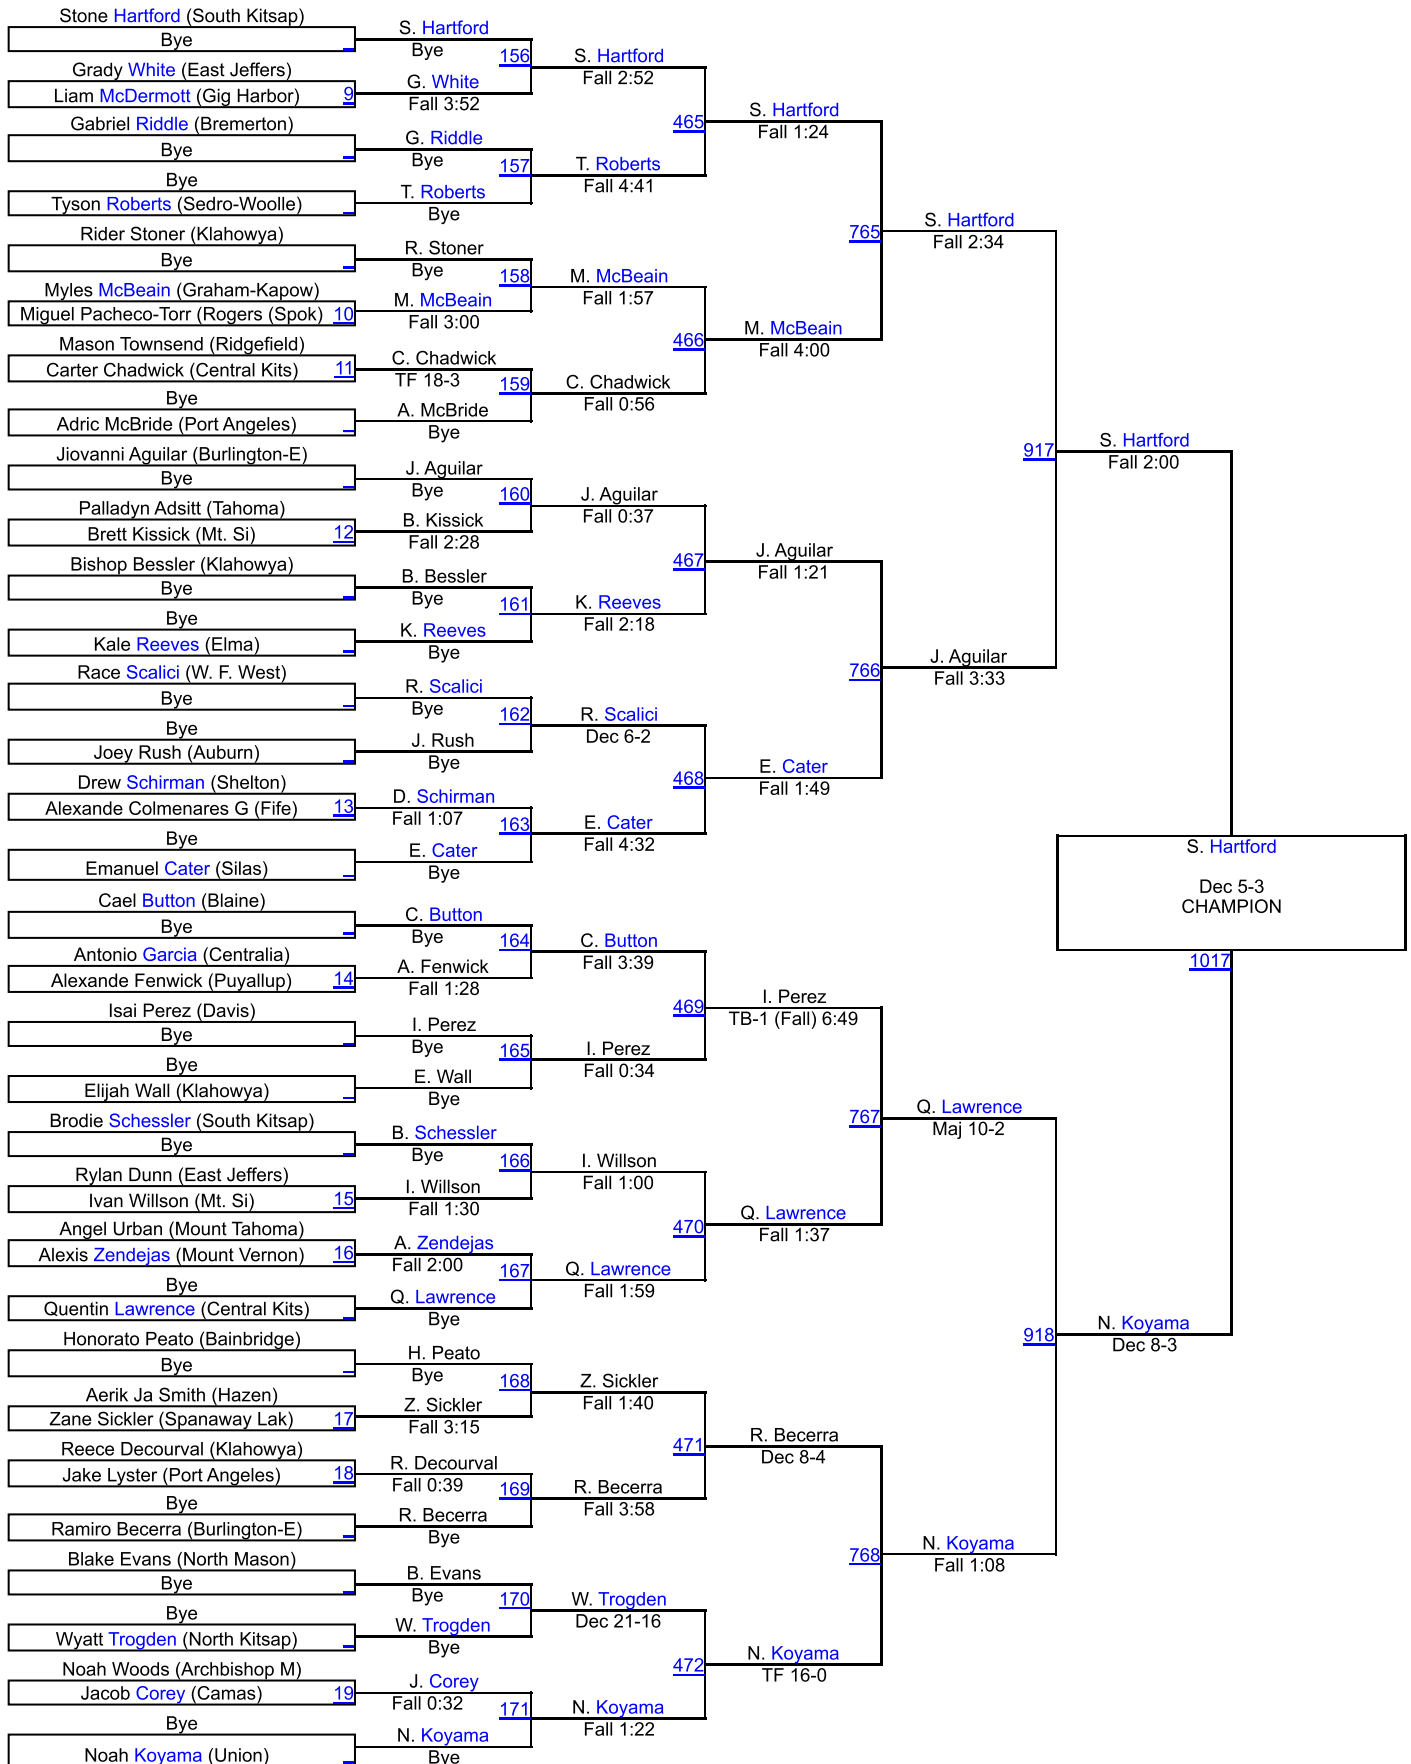 Stone Hartford (South Kitsap)
Bye
Grady White (East Jeffers)
Liam McDermott (Gig Harbor) 9
Gabriel Riddle (Bremerton)
Bye
Bye
Tyson Roberts (Sedro-Woolle)
Rider Stoner (Klahowya)
Bye
Myles McBeain (Graham-Kapow)
Miguel Pacheco-Torr (Rogers (Spok) 10
Mason Townsend (Ridgefield)
Carter Chadwick (Central Kits) 11
Bye
Adric McBride (Port Angeles)
Jiovanni Aguilar (Burlington-E)
Bye
Palladyn Adsitt (Tahoma)
Brett Kissick (Mt. Si) 12
Bishop Bessler (Klahowya)
Bye
Bye
Kale Reeves (Elma)
Race Scalici (W. F. West)
Bye
Bye
Joey Rush (Auburn)
Drew Schirman (Shelton)
Alexande Colmenares G (Fife) 13
Bye
Emanuel Cater (Silas)
Cael Button (Blaine)
Bye
Antonio Garcia (Centralia)
Alexande Fenwick (Puyallup) 14
Isai Perez (Davis)
Bye
Bye
Elijah Wall (Klahowya)
Brodie Schessler (South Kitsap)
Bye
Rylan Dunn (East Jeffers)
Ivan Willson (Mt. Si) 15
Angel Urban (Mount Tahoma)
Alexis Zendejas (Mount Vernon) 16
Bye
Quentin Lawrence (Central Kits)
Honorato Peato (Bainbridge)
Bye
Aerik Ja Smith (Hazen)
Zane Sickler (Spanaway Lak) 17
Reece Decourval (Klahowya)
Jake Lyster (Port Angeles) 18
Bye
Ramiro Becerra (Burlington-E)
Blake Evans (North Mason)
Bye
Bye
Wyatt Trogden (North Kitsap)
Noah Woods (Archbishop M)
Jacob Corey (Camas) 19
Bye
Noah Koyama (Union)
S. Hartford
Bye
156
G. White
Fall 3:52
G. Riddle
Bye
157
T. Roberts
Bye
R. Stoner
Bye
158
M. McBeain
Fall 3:00
C. Chadwick
TF 18-3
159
A. McBride
Bye
J. Aguilar
Bye
160
B. Kissick
Fall 2:28
B. Bessler
Bye
161
K. Reeves
Bye
R. Scalici
Bye
162
J. Rush
Bye
D. Schirman
Fall 1:07
163
E. Cater
Bye
C. Button
Bye
164
A. Fenwick
Fall 1:28
I. Perez
Bye
165
E. Wall
Bye
B. Schessler
Bye
166
I. Willson
Fall 1:30
A. Zendejas
Fall 2:00
167
Q. Lawrence
Bye
H. Peato
Bye
168
Z. Sickler
Fall 3:15
R. Decourval
Fall 0:39
169
R. Becerra
Bye
B. Evans
Bye
170
W. Trogden
Bye
J. Corey
Fall 0:32
171
N. Koyama
Bye
S. Hartford
Fall 2:52
465
T. Roberts
Fall 4:41
M. McBeain
Fall 1:57
466
C. Chadwick
Fall 0:56
J. Aguilar
Fall 0:37
467
K. Reeves
Fall 2:18
R. Scalici
Dec 6-2
468
E. Cater
Fall 4:32
C. Button
Fall 3:39
469
I. Perez
Fall 0:34
I. Willson
Fall 1:00
470
Q. Lawrence
Fall 1:59
Z. Sickler
Fall 1:40
471
R. Becerra
Fall 3:58
W. Trogden
Dec 21-16
472
N. Koyama
Fall 1:22
S. Hartford
Fall 1:24
765
M. McBeain
Fall 4:00
J. Aguilar
Fall 1:21
766
E. Cater
Fall 1:49
I. Perez
TB-1 (Fall) 6:49
767
Q. Lawrence
Fall 1:37
R. Becerra
Dec 8-4
768
N. Koyama
TF 16-0
S. Hartford
Fall 2:34
917
J. Aguilar
Fall 3:33
Q. Lawrence
Maj 10-2
918
N. Koyama
Fall 1:08
S. Hartford
Fall 2:00
N. Koyama
Dec 8-3
S. Hartford
Dec 5-3
CHAMPION
1017